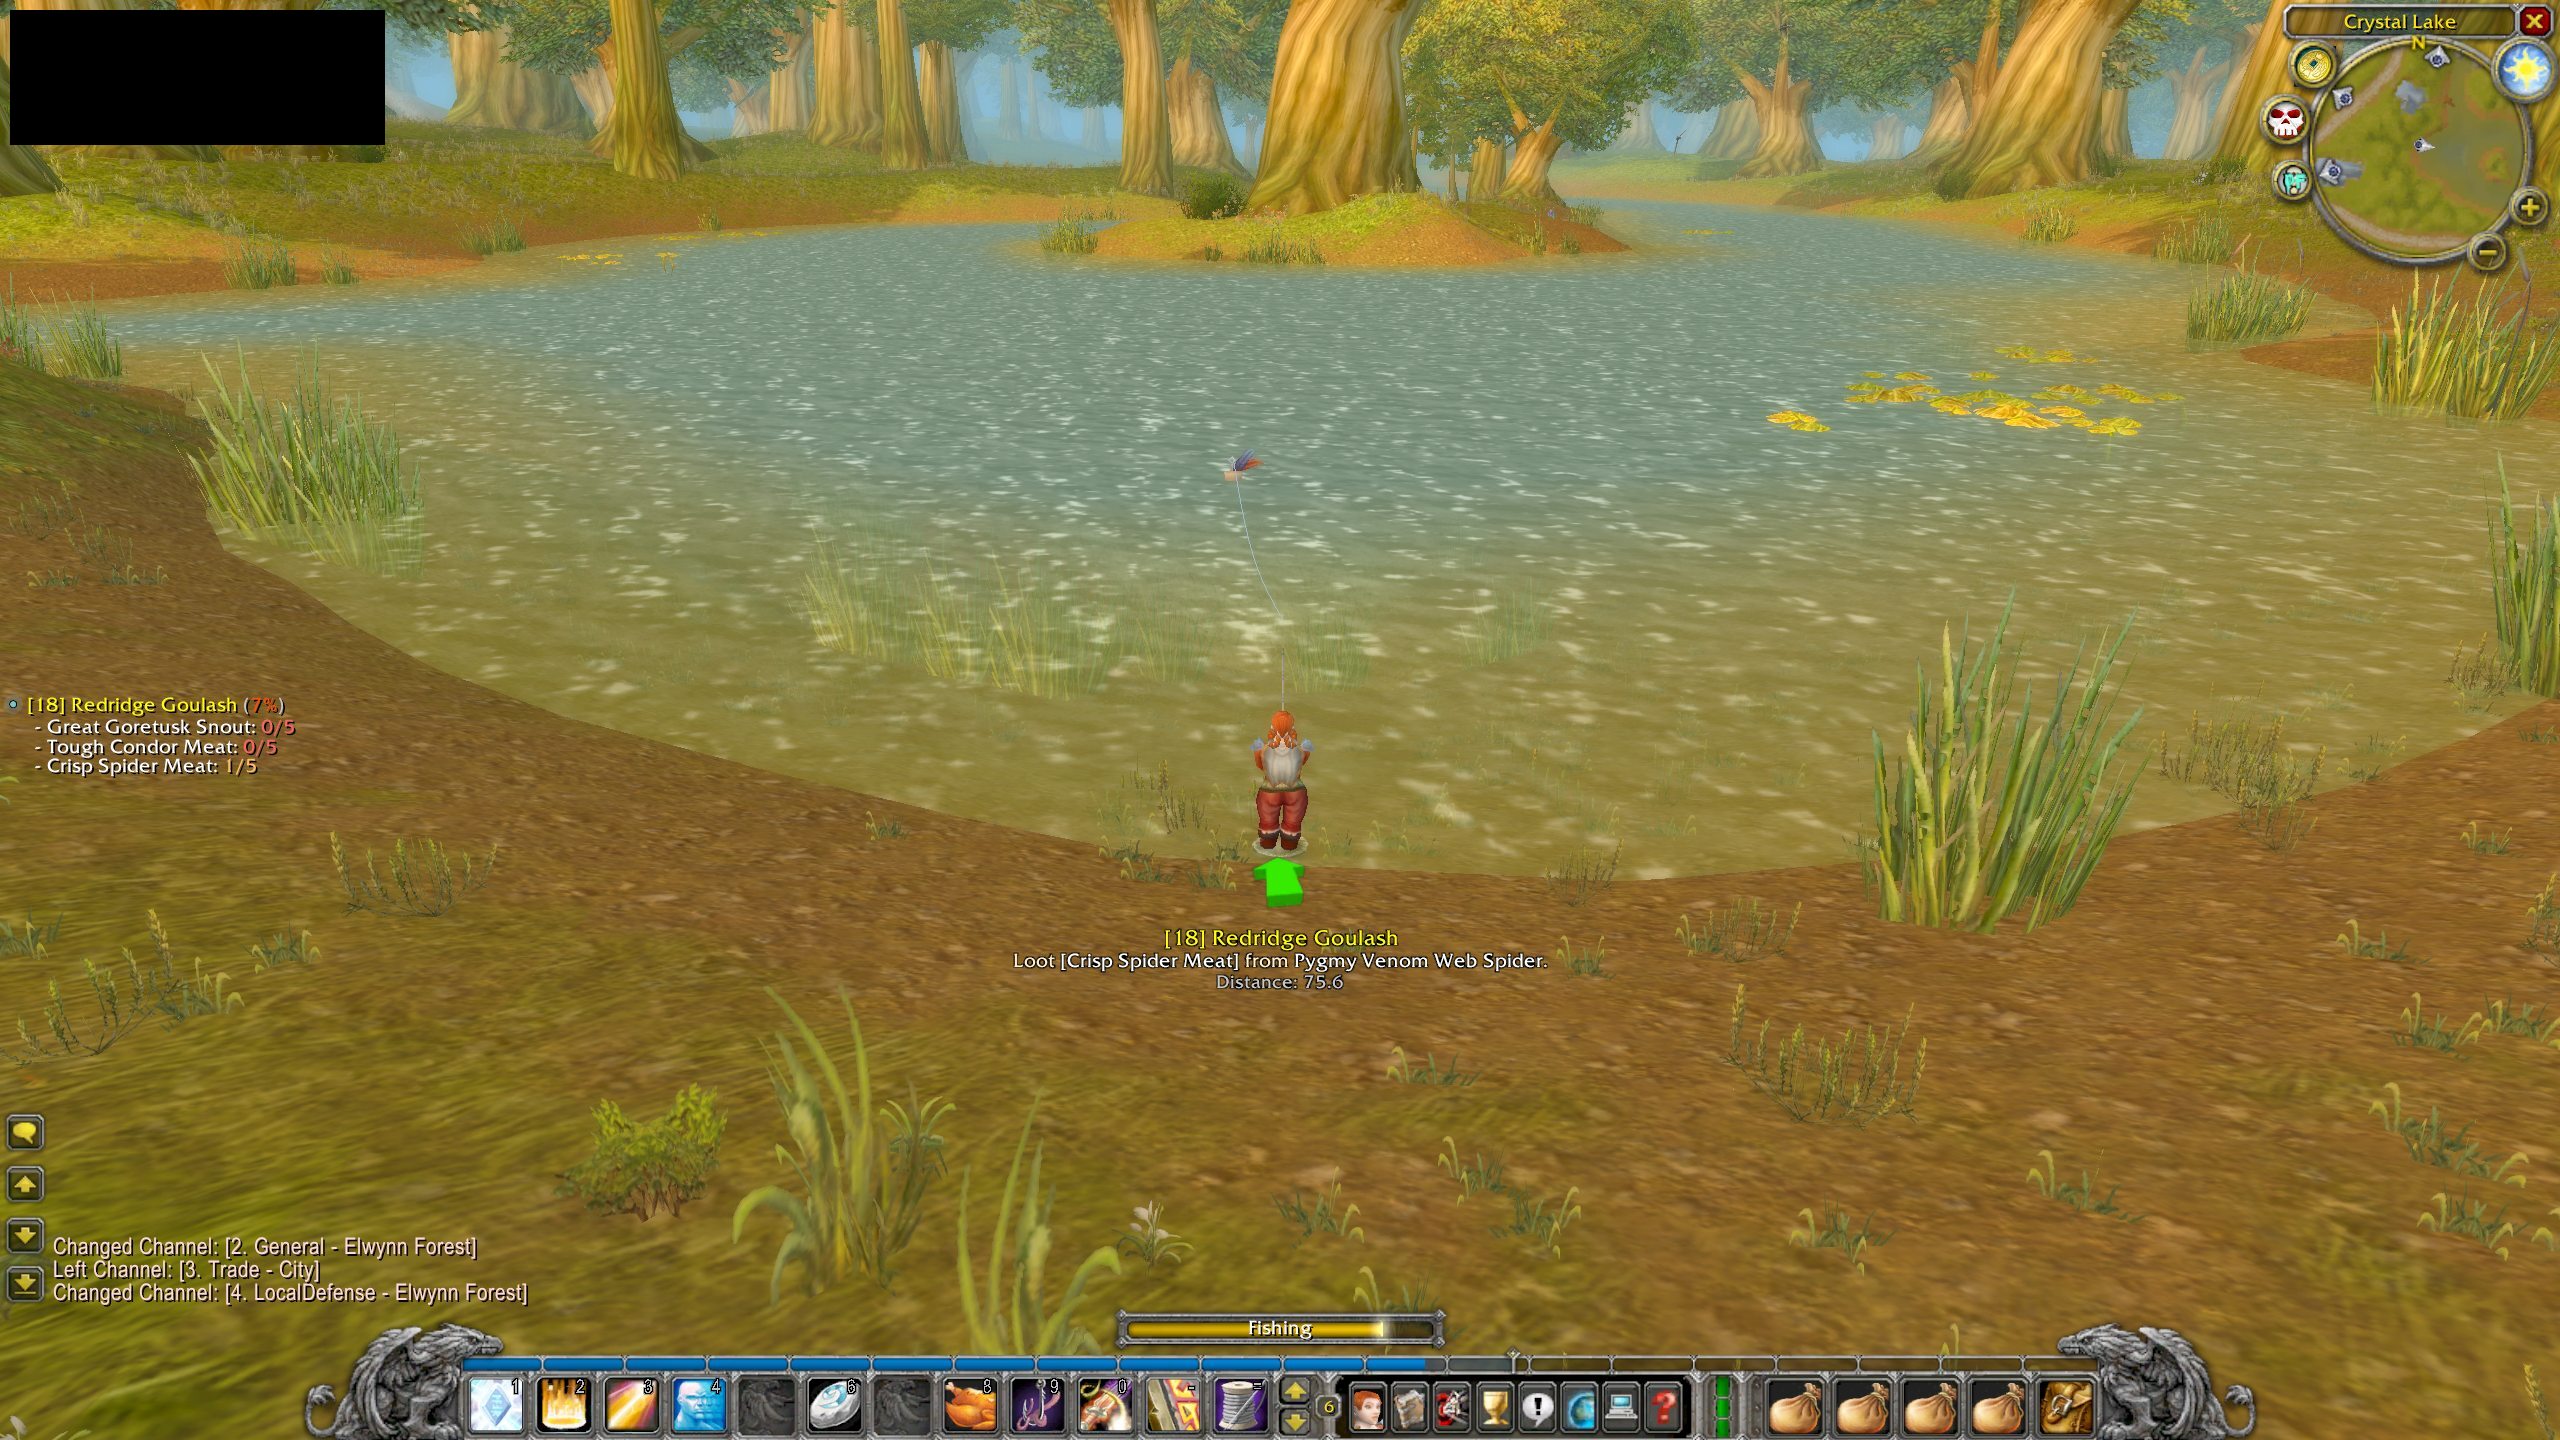 Crystal Lake
N
[18] Redridge Goulash (7%)
- Great Goretusk Snout: 0/5
- Tough Condor Meat: 0/5
- Crisp Spider Meat: 1/5
[18] Redridge Goulash
Loot [Crisp Spider Meat] from Pygmy Venom Web Spider.
Distance: 75.6
Changed Channel: [2. General - Elwynn Forest]
Left Channel: [3. Trade - City]
Changed Channel: [4. LocalDefense - Elwynn Forest]
Fishing
1 2 3 4 6 8 9 0 - =
6